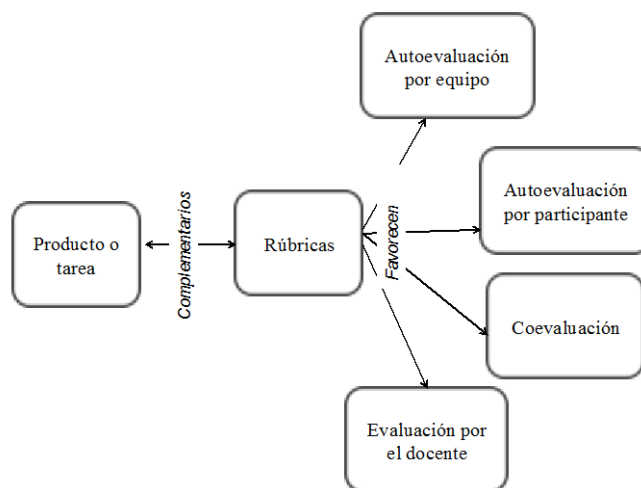 Autoevaluación
por equipo
Autoevaluación
por participante
Producto o
tarea
Complementarios
Rúbricas
Favorecen
Coevaluación
Evaluación por
el docente